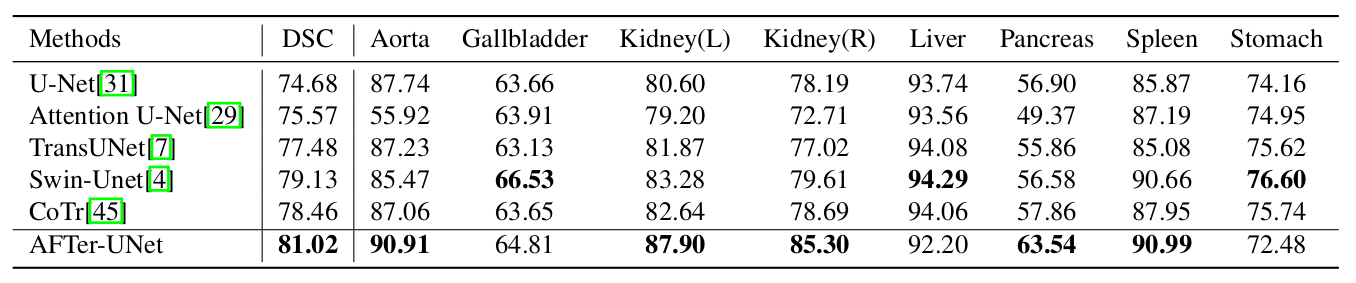 Methods DSC Aorta Gallbladder Kidney(L) Kidney(R) Liver Pancreas Spleen Stomach
U-Net[31] 74.68 87.74 63.66 80.60 78.19 93.74 56.90 85.87 74.16
Attention U-Net[29] 75.57 55.92 63.91 79.20 72.71 93.56 49.37 87.19 74.95
TransUNet[7] 77.48 87.23 63.13 81.87 77.02 94.08 55.86 85.08 75.62
Swin-Unet[4] 79.13 85.47 66.53 83.28 79.61 94.29 56.58 90.66 76.60
CoTr[45] 78.46 87.06 63.65 82.64 78.69 94.06 57.86 87.95 75.74
AFTer-UNet 81.02 90.91 64.81 87.90 85.30 92.20 63.54 90.99 72.48